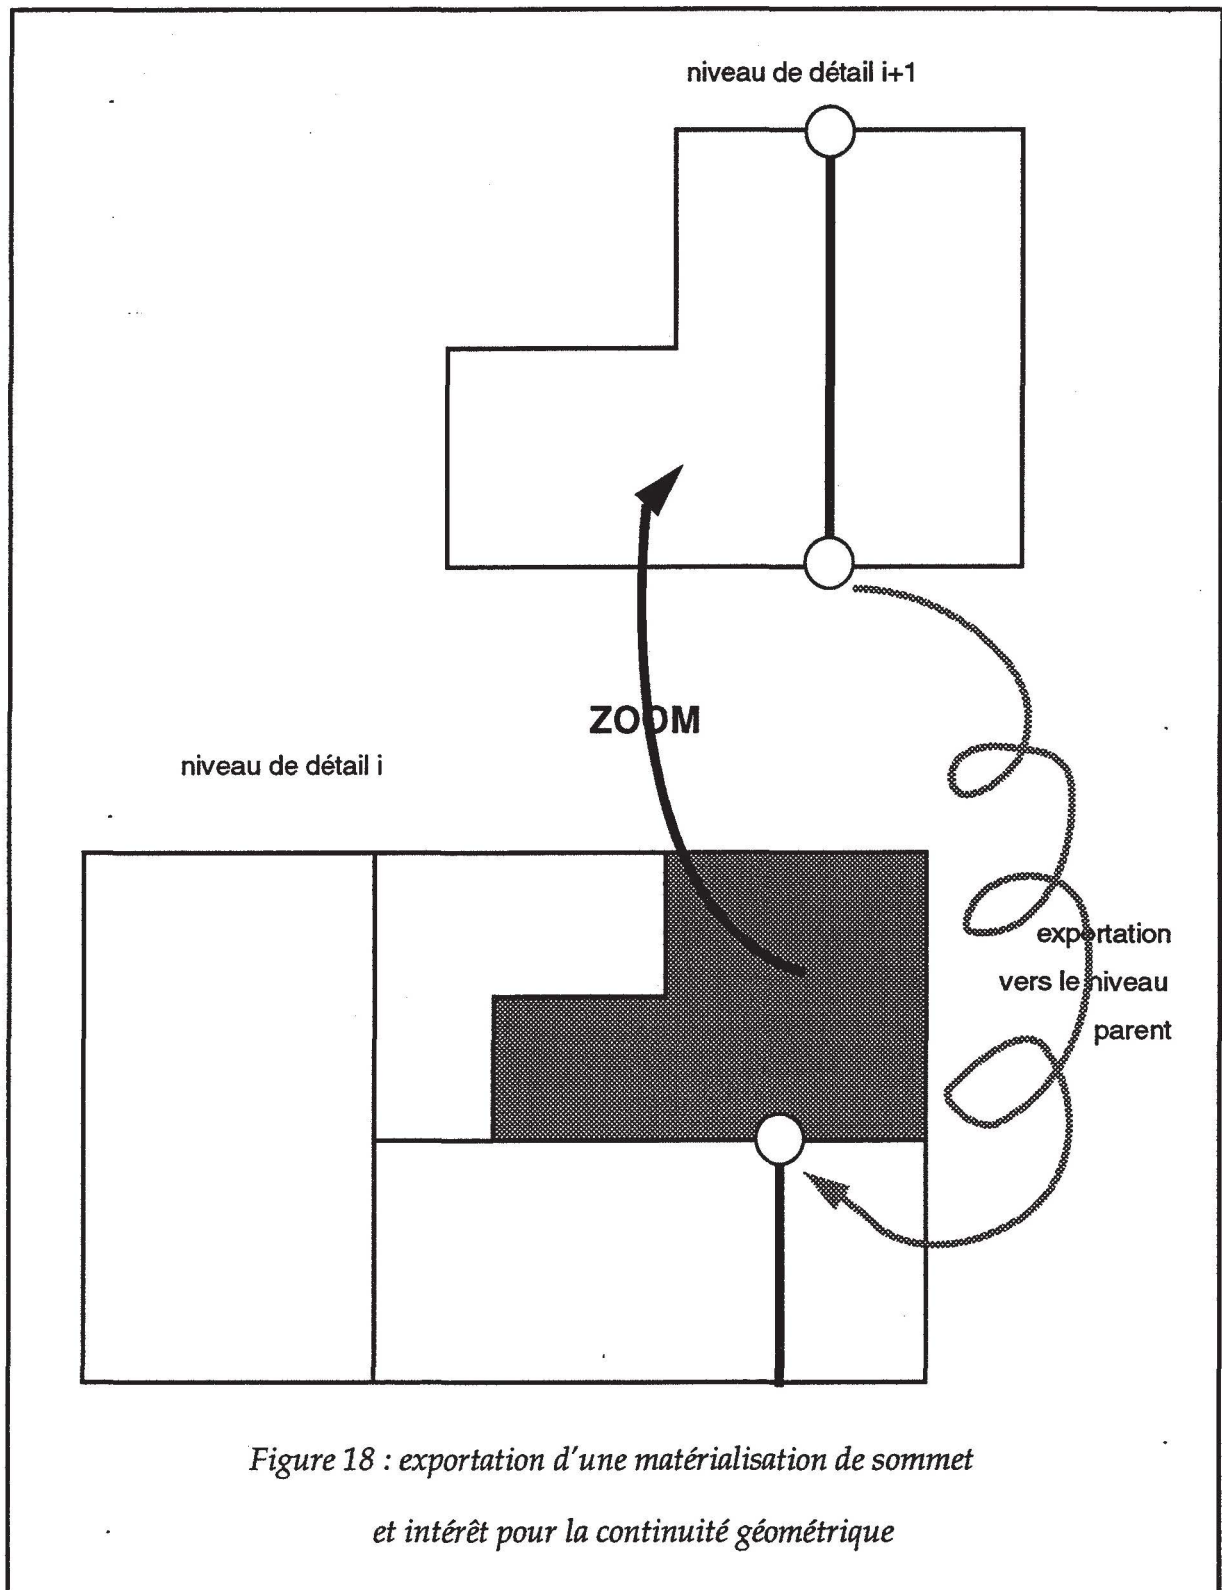 niveau de détail i+1
ZOOM
niveau de détail i
exportation
vers le niveau
parent
Figure 18 : exportation d'une matérialisation de sommet
et intérêt pour la continuité géométrique